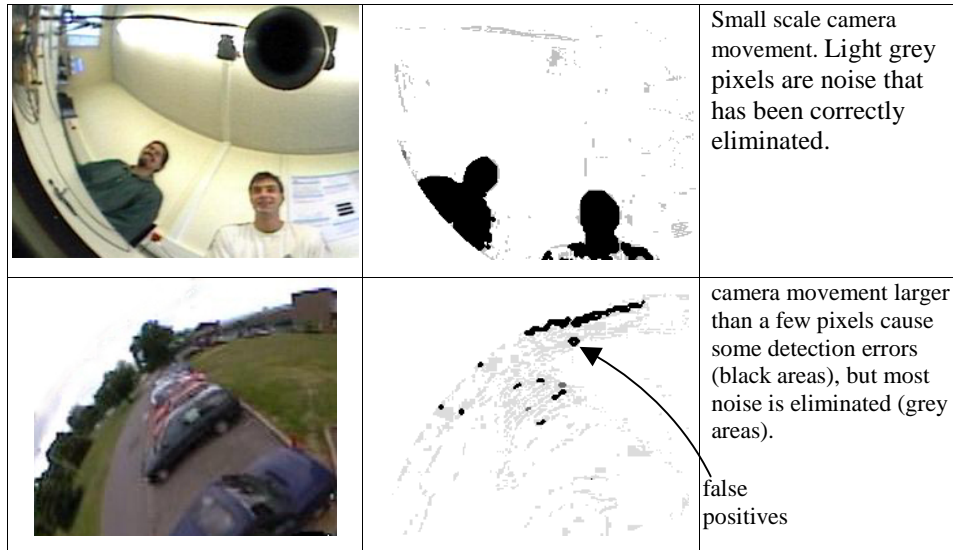 Small scale camera
movement. Light grey
pixels are noise that
has been correctly
eliminated.
camera movement larger
than a few pixels cause
some detection errors
(black areas), but most
noise is eliminated (grey
areas).
false
positives